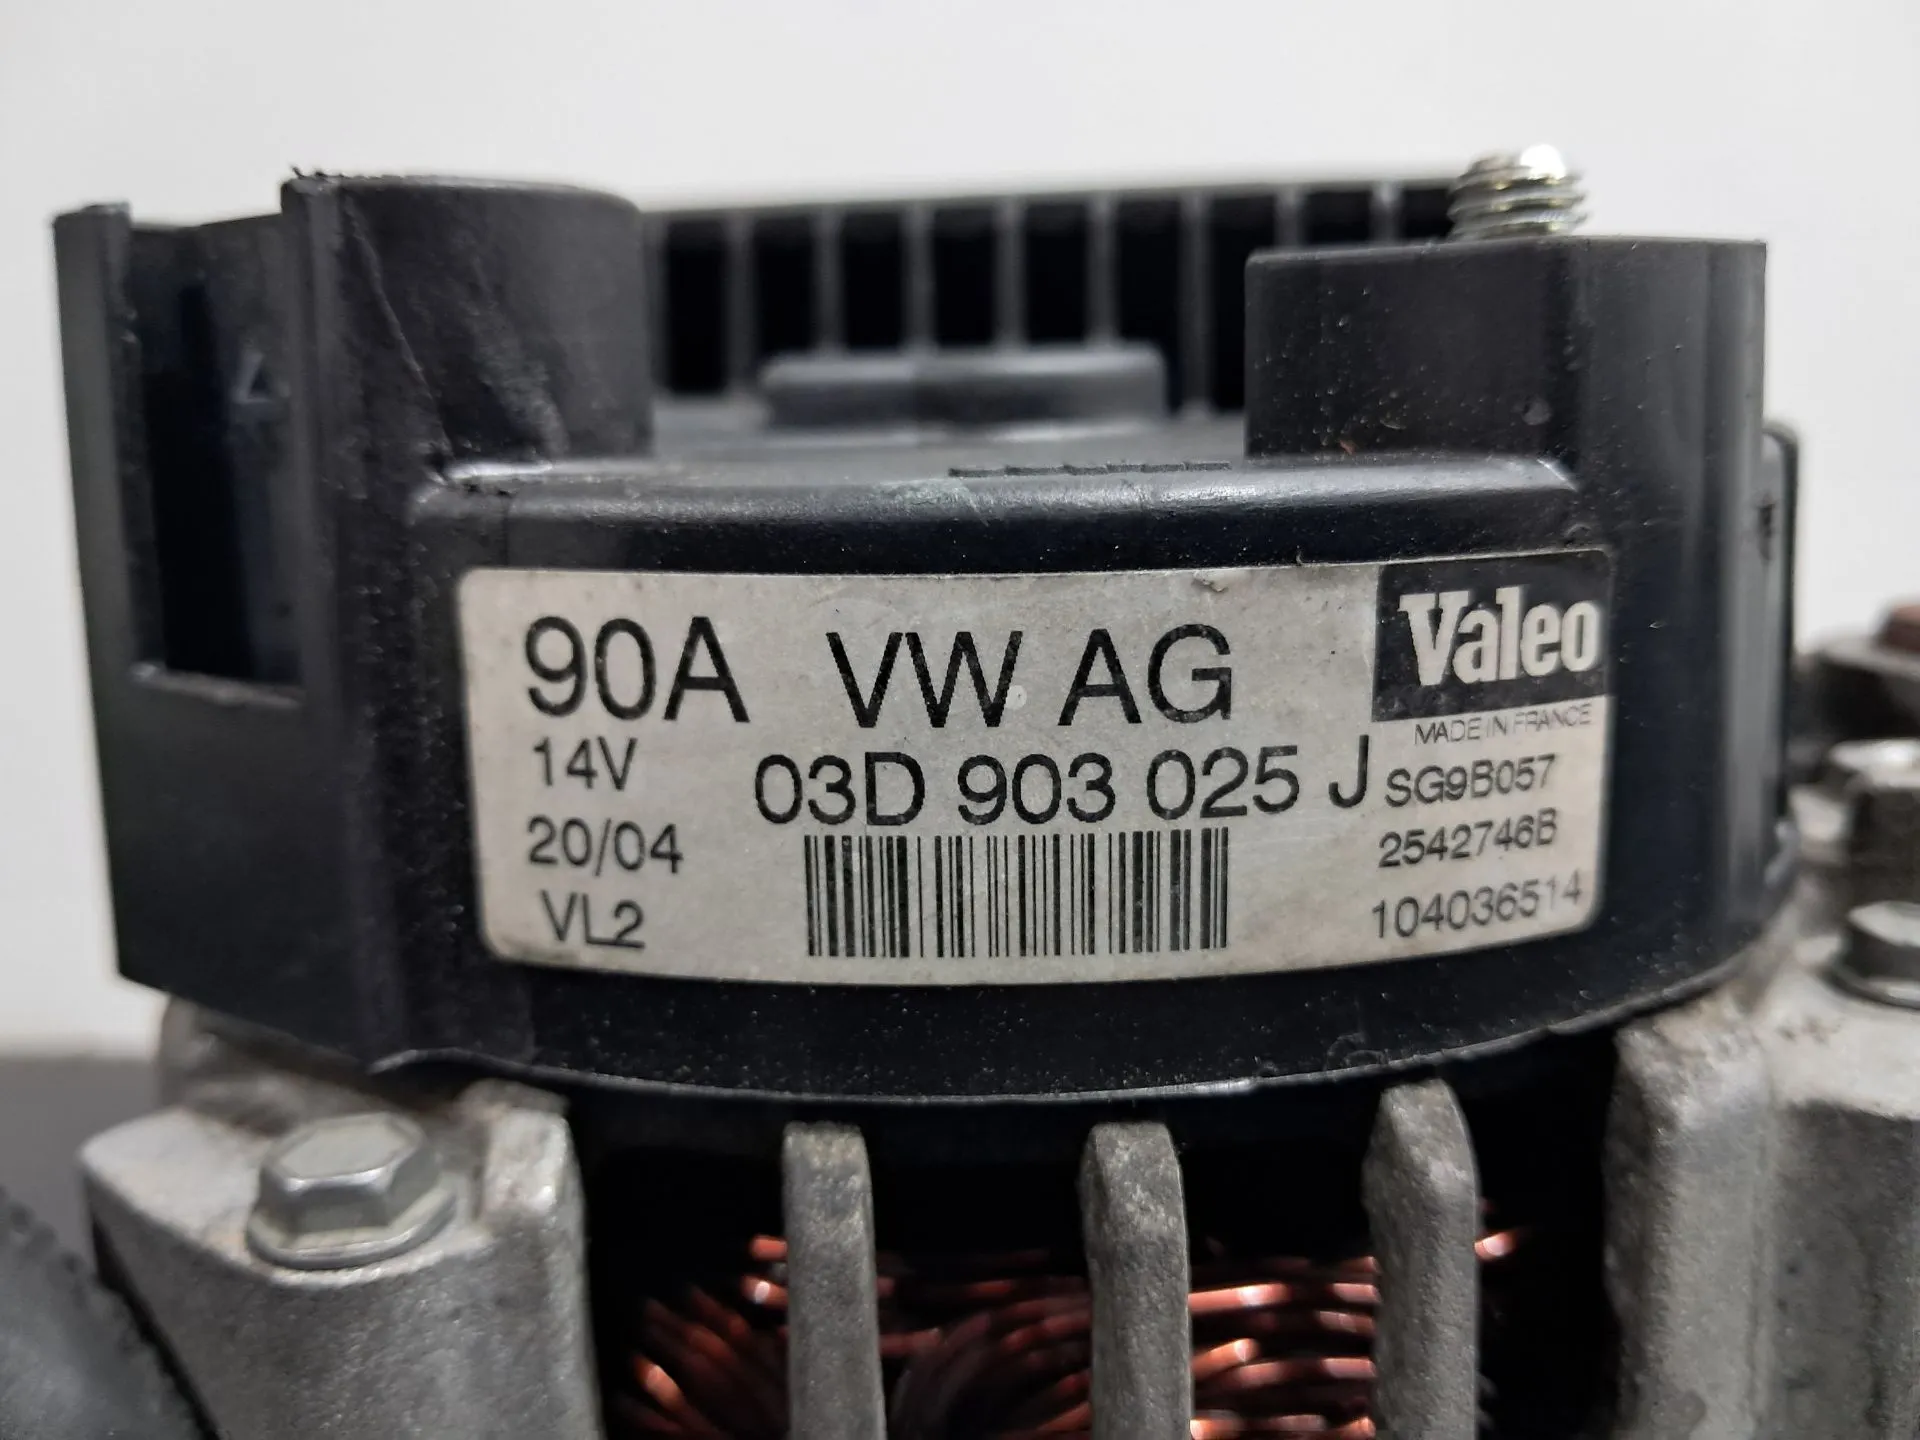 90A VW AG
Valeo
MADE IN FRANCE
14V 03D 903 025 J SG9B057
20/04 2542746B
VL2 104036514